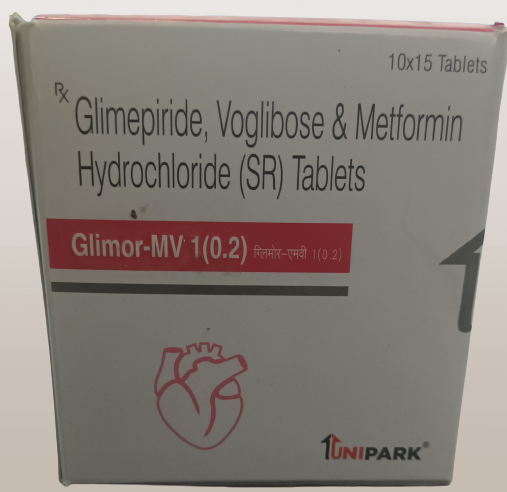 10x15 Tablets
Rx Glimepiride, Voglibose & Metformin
Hydrochloride (SR) Tablets
Glimor-MV 1(0.2) ग्लिमोर-एमवी 1(0.2)
UNIPARK®